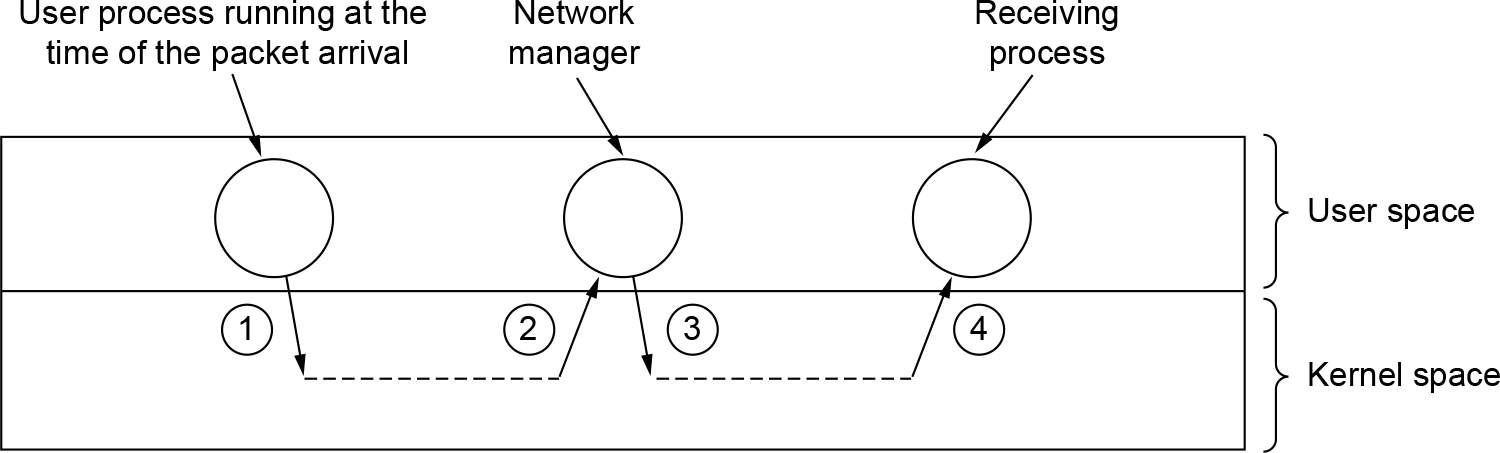 User process running at the
time of the packet arrival
Network
manager
Receiving
process
User space
1
2
3
4
Kernel space